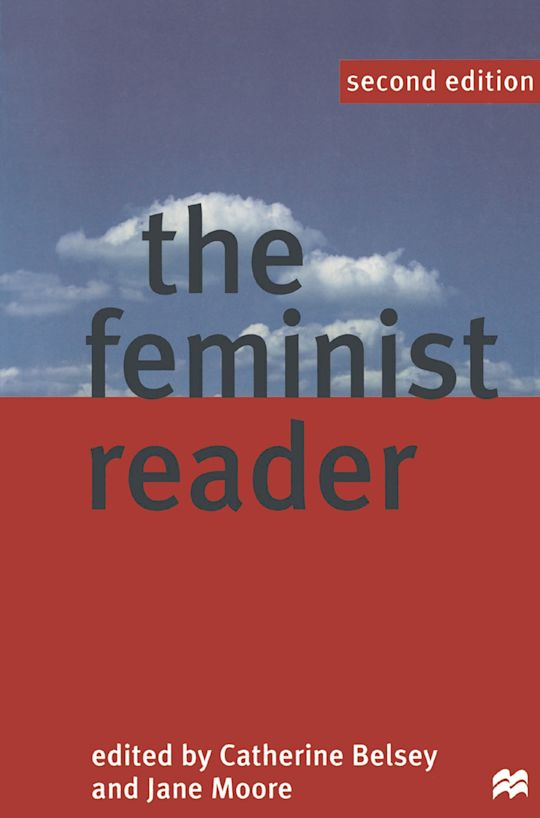 second edition
the
feminist
reader
edited by Catherine Belsey
and Jane Moore